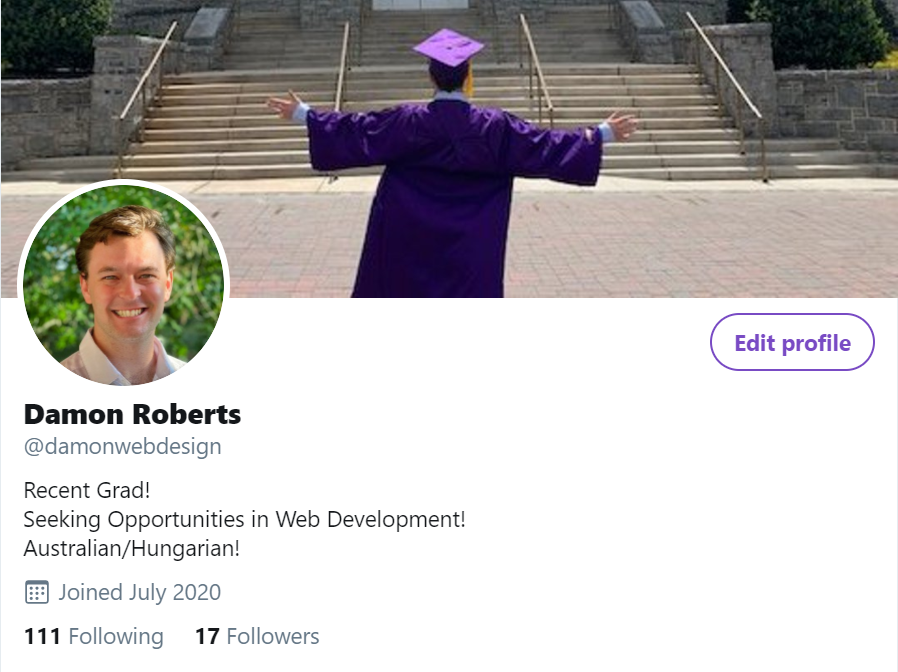 Edit profile
Damon Roberts
@damonwebdesign
Recent Grad!
Seeking Opportunities in Web Development!
Australian/Hungarian!
Joined July 2020
111 Following 17 Followers